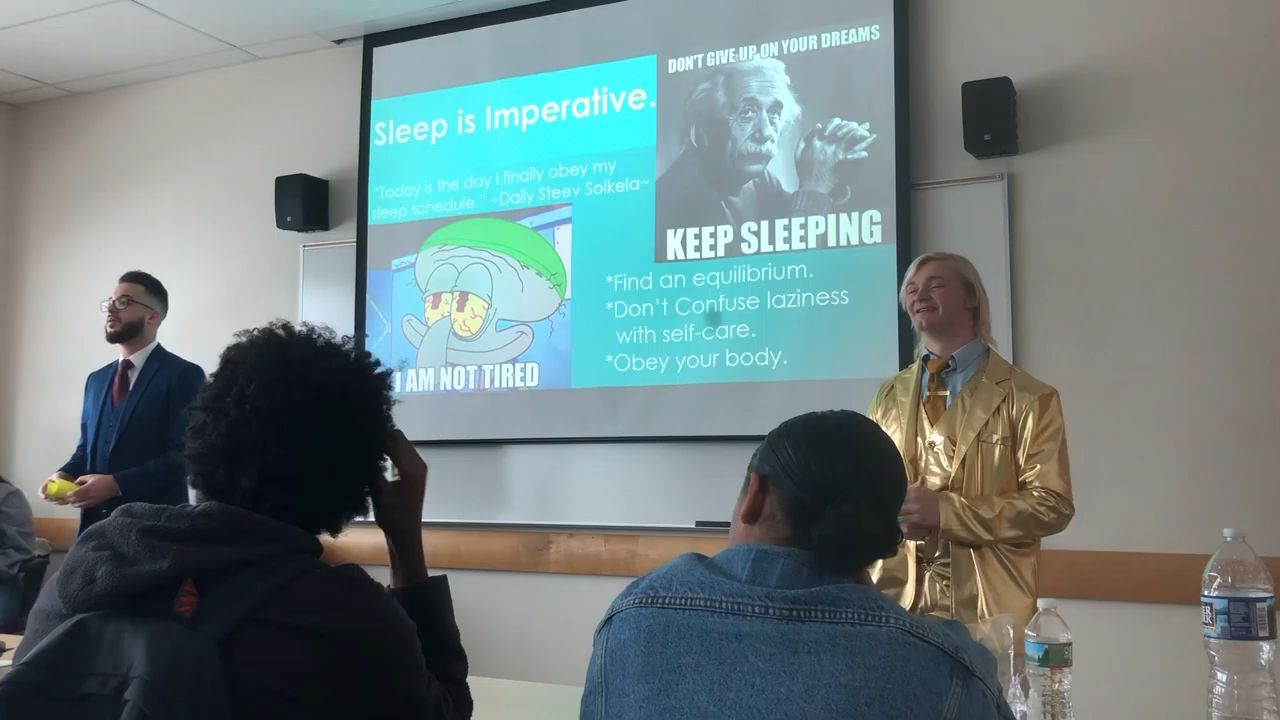 Sleep is Imperative.
"Today is the day I finally obey my
sleep schedule." ~Daily Steev Solkela~
I AM NOT TIRED
DON'T GIVE UP ON YOUR DREAMS
KEEP SLEEPING
*Find an equilibrium.
*Don't Confuse laziness
with self-care.
*Obey your body.